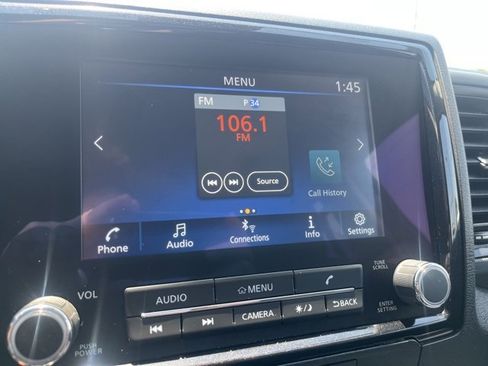 MENU
1:45
FM P 34
106.1
FM
Source
Call History
Phone Audio Connections Info Settings
VOL
AUDIO MENU
CAMERA BACK
PUSH
POWER
TUNE
SCROLL
ENTER
SETTING